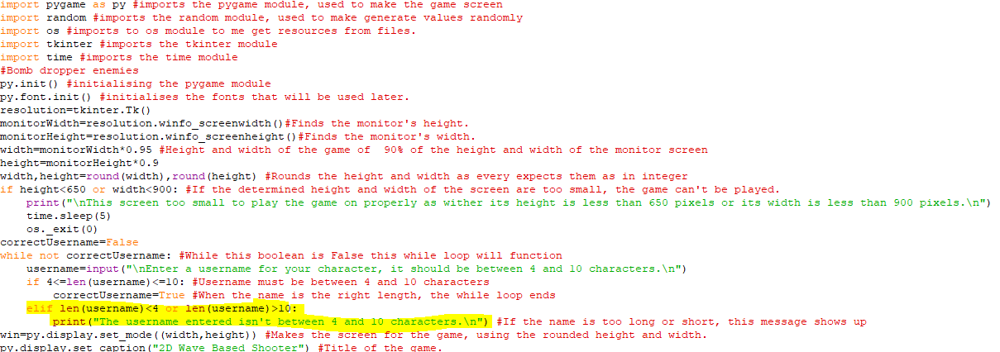 import pygame as py #imports the pygame module, used to make the game screen
import random #imports the random module, used to make generate values randomly
import os #imports to os module to me get resources from files.
import tkinter #imports the tkinter module
import time #imports the time module
#Bomb dropper enemies
py.init() #initialising the pygame module
py.font.init() #initialises the fonts that will be used later.
resolution=tkinter.Tk()
monitorWidth=resolution.winfo_screenwidth()#Finds the monitor's height.
monitorHeight=resolution.winfo_screenheight()#Finds the monitor's width.
width=monitorWidth*0.95 #Height and width of the game of  90% of the height and width of the monitor screen
height=monitorHeight*0.9
width,height=round(width),round(height) #Rounds the height and width as every expects them as in integer
if height<650 or width<900: #If the determined height and width of the screen are too small, the game can't be played.
    print("\nThis screen too small to play the game on properly as wither its height is less than 650 pixels or its width is less than 900 pixels.\n")
    time.sleep(5)
    os._exit(0)
correctUsername=False
while not correctUsername: #While this boolean is False this while loop will function
    username=input("\nEnter a username for your character, it should be between 4 and 10 characters.\n")
    if 4<=len(username)<=10: #Username must be between 4 and 10 characters
        correctUsername=True #When the name is the right length, the while loop ends
    elif len(username)<4 or len(username)>10:
        print("The username entered isn't between 4 and 10 characters.\n") #If the name is too long or short, this message shows up
win=py.display.set_mode((width,height)) #Makes the screen for the game, using the rounded height and width.
py.display.set_caption("2D Wave Based Shooter") #Title of the game.